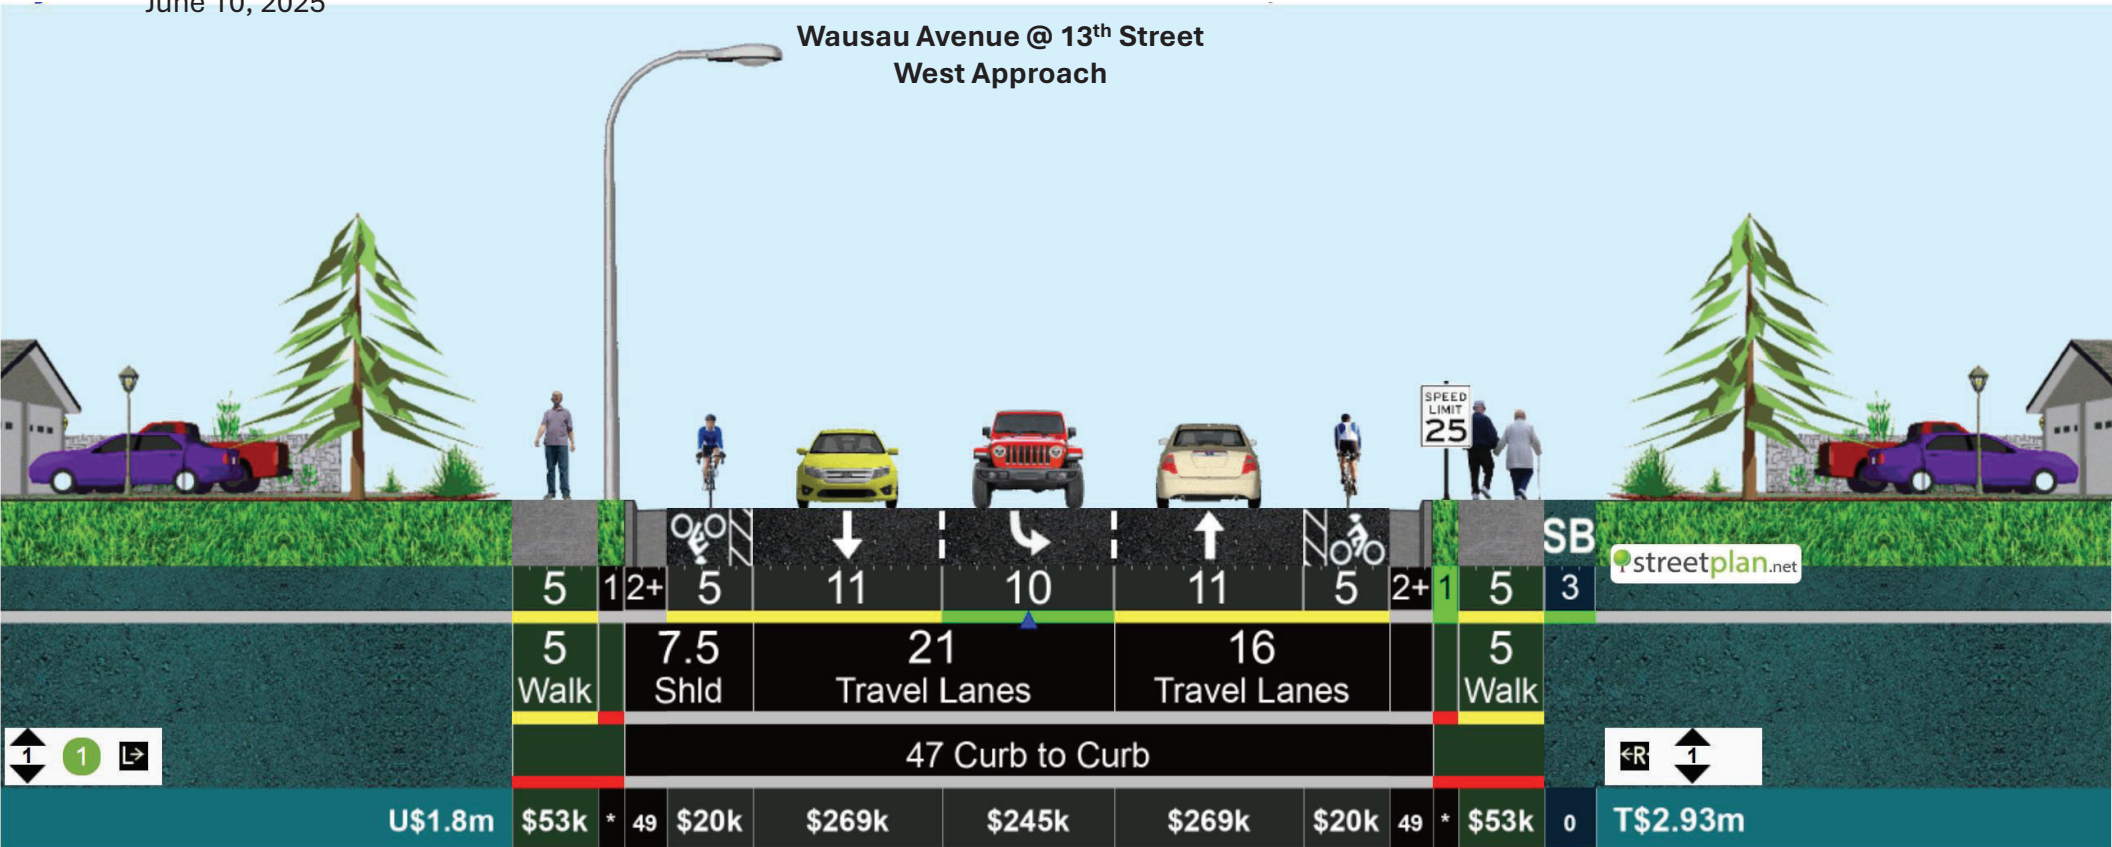 June 10, 2025
Wausau Avenue @ 13th Street
West Approach
SPEED
LIMIT
25
SB
streetplan.net
5 1 2+ 5 11 10 11 5 2+ 1 5 3
5 7.5 21 16 5
Walk Shld Travel Lanes Travel Lanes Walk
1 1 L→ 47 Curb to Curb ←R 1
U$1.8m $53k * 49 $20k $269k $245k $269k $20k 49 * $53k 0 T$2.93m